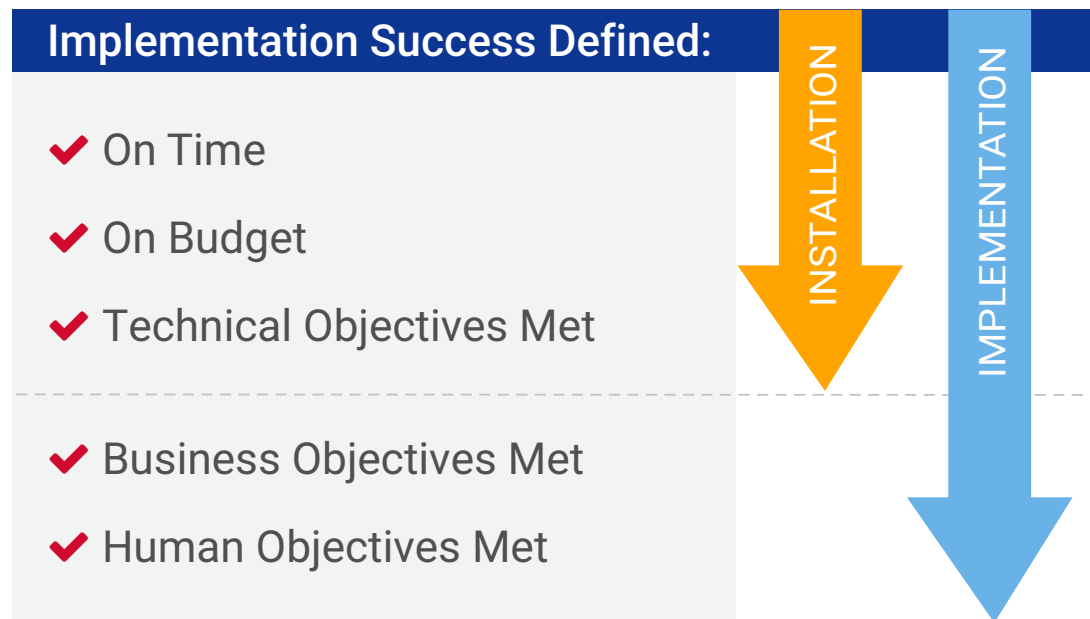 Implementation Success Defined:
On Time
On Budget
Technical Objectives Met
Business Objectives Met
Human Objectives Met
INSTALLATION
IMPLEMENTATION